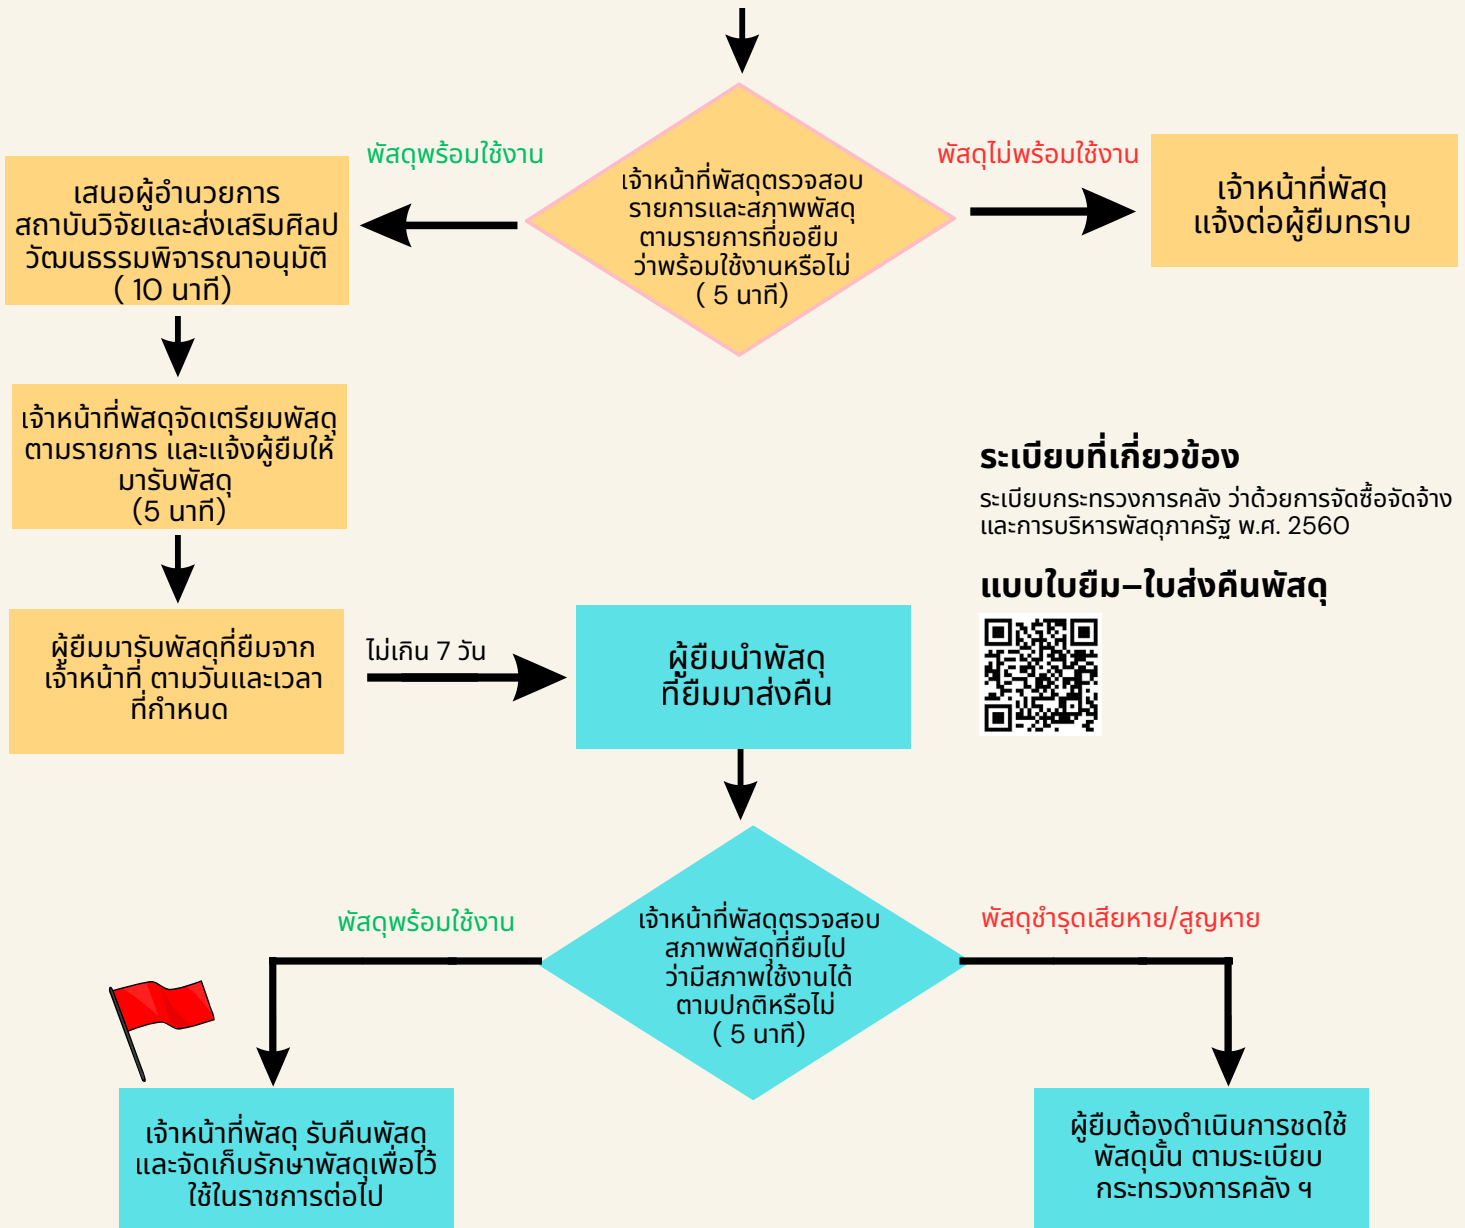 พัสดุพร้อมใช้งาน
พัสดุไม่พร้อมใช้งาน
เจ้าหน้าที่พัสดุตรวจสอบ
รายการและสภาพพัสดุ
ตามรายการที่ขอยืม
ว่าพร้อมใช้งานหรือไม่
( 5 นาที)
เสนอผู้อำนวยการ
สถาบันวิจัยและส่งเสริมศิลป
วัฒนธรรมพิจารณาอนุมัติ
( 10 นาที)
เจ้าหน้าที่พัสดุ
แจ้งต่อผู้ยืมทราบ
เจ้าหน้าที่พัสดุจัดเตรียมพัสดุ
ตามรายการ และแจ้งผู้ยืมให้
มารับพัสดุ
(5 นาที)
ระเบียบที่เกี่ยวข้อง
ระเบียบกระทรวงการคลัง ว่าด้วยการจัดซื้อจัดจ้าง
และการบริหารพัสดุภาครัฐ พ.ศ. 2560
แบบใบยืม–ใบส่งคืนพัสดุ
ผู้ยืมมารับพัสดุที่ยืมจาก
เจ้าหน้าที่ ตามวันและเวลา
ที่กำหนด
ไม่เกิน 7 วัน
ผู้ยืมนำพัสดุ
ที่ยืมมาส่งคืน
พัสดุพร้อมใช้งาน
พัสดุชำรุดเสียหาย/สูญหาย
เจ้าหน้าที่พัสดุตรวจสอบ
สภาพพัสดุที่ยืมไป
ว่ามีสภาพใช้งานได้
ตามปกติหรือไม่
( 5 นาที)
เจ้าหน้าที่พัสดุ รับคืนพัสดุ
และจัดเก็บรักษาพัสดุเพื่อไว้
ใช้ในราชการต่อไป
ผู้ยืมต้องดำเนินการชดใช้
พัสดุนั้น ตามระเบียบ
กระทรวงการคลัง ฯ